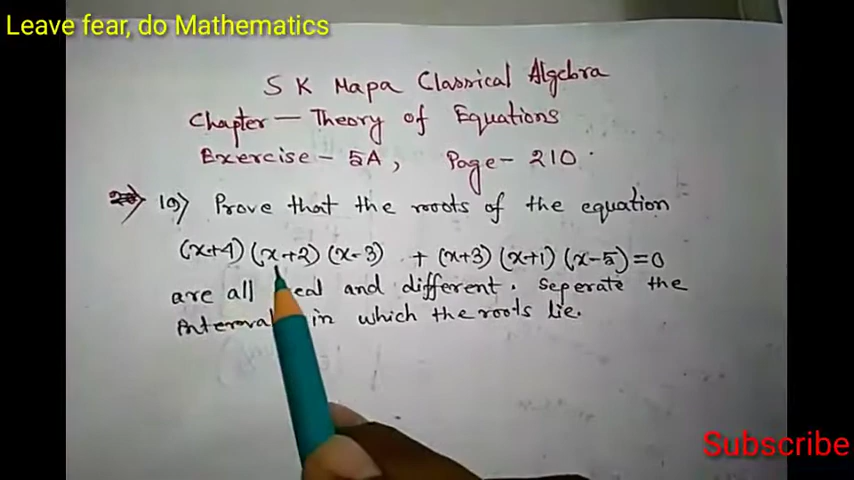 Leave fear, do Mathematics
S K Mapa Classical Algebra
Chapter — Theory of Equations
Exercise - 5A, Page - 210.
19) Prove that the roots of the equation
(x+4) (x+2) (x-3) + (x+3) (x+1) (x-5) = 0
are all real and different. Seperate the
in which the roots lie.
Subscribe